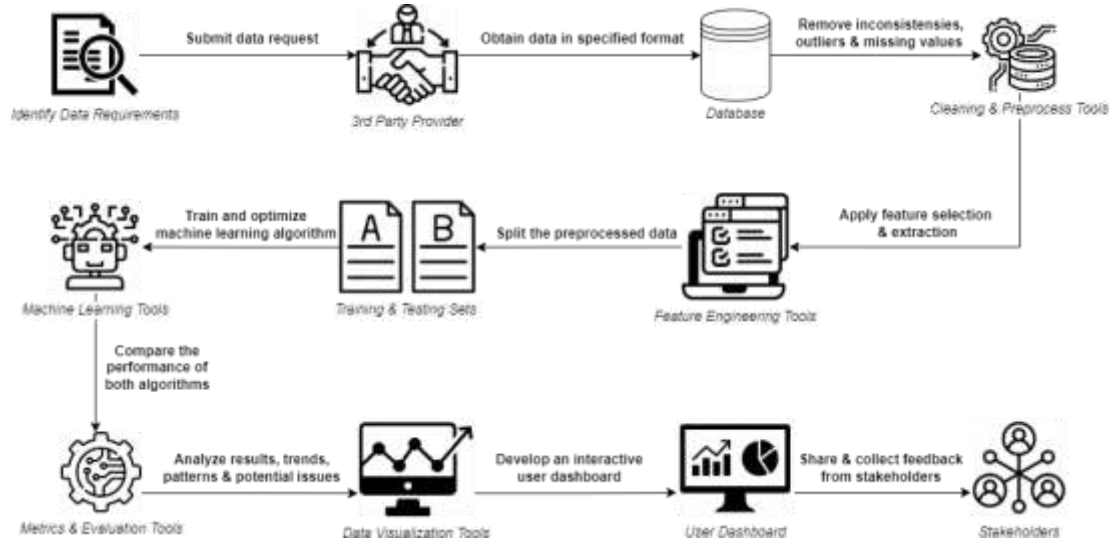 Submit data request
Obtain data in specified format
Remove inconsistensies,
outliers & missing values
Identify Data Requirements
3rd Party Provider
Database
Cleaning & Preprocess Tools
Train and optimize
machine learning algorithm
A
B
Split the preprocessed data
Apply feature selection
& extraction
Machine Learning Tools
Training & Testing Sets
Feature Engineering Tools
Compare the
performance of
both algorithms
Analyze results, trends,
patterns & potential issues
Develop an interactive
user dashboard
Share & collect feedback
from stakeholders
Metrics & Evaluation Tools
Data Visualization Tools
User Dashboard
Stakeholders